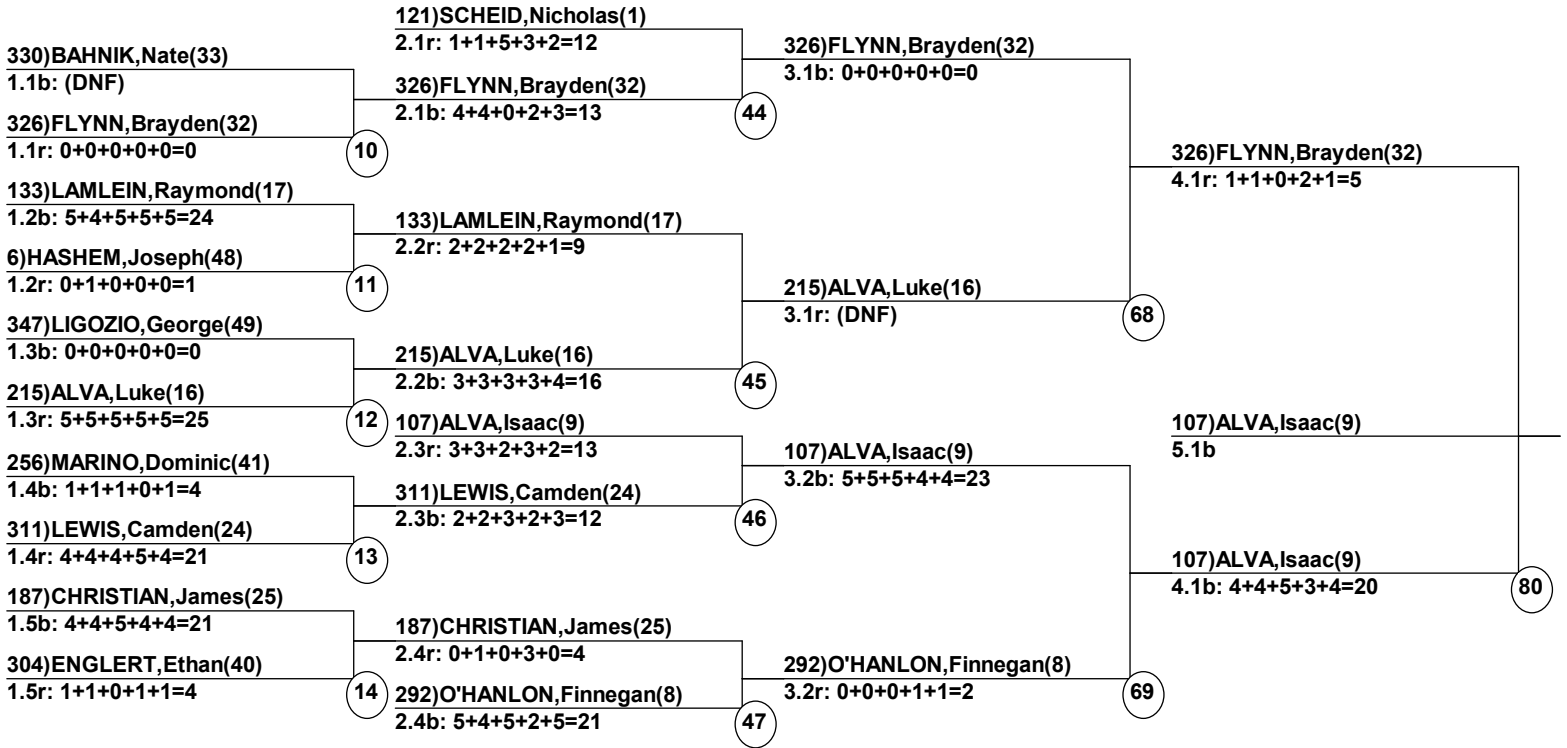 330)BAHNIK,Nate(33)
1.1b: (DNF)
326)FLYNN,Brayden(32)
1.1r: 0+0+0+0+0=0
10
133)LAMLEIN,Raymond(17)
1.2b: 5+4+5+5+5=24
6)HASHEM,Joseph(48)
1.2r: 0+1+0+0+0=1
11
347)LIGOZIO,George(49)
1.3b: 0+0+0+0+0=0
215)ALVA,Luke(16)
1.3r: 5+5+5+5+5=25
12
256)MARINO,Dominic(41)
1.4b: 1+1+1+0+1=4
311)LEWIS,Camden(24)
1.4r: 4+4+4+5+4=21
13
187)CHRISTIAN,James(25)
1.5b: 4+4+5+4+4=21
304)ENGLERT,Ethan(40)
1.5r: 1+1+0+1+1=4
14
121)SCHEID,Nicholas(1)
2.1r: 1+1+5+3+2=12
326)FLYNN,Brayden(32)
2.1b: 4+4+0+2+3=13
44
133)LAMLEIN,Raymond(17)
2.2r: 2+2+2+2+1=9
215)ALVA,Luke(16)
2.2b: 3+3+3+3+4=16
45
107)ALVA,Isaac(9)
2.3r: 3+3+2+3+2=13
311)LEWIS,Camden(24)
2.3b: 2+2+3+2+3=12
46
187)CHRISTIAN,James(25)
2.4r: 0+1+0+3+0=4
292)O'HANLON,Finnegan(8)
2.4b: 5+4+5+2+5=21
47
326)FLYNN,Brayden(32)
3.1b: 0+0+0+0+0=0
215)ALVA,Luke(16)
3.1r: (DNF)
68
107)ALVA,Isaac(9)
3.2b: 5+5+5+4+4=23
292)O'HANLON,Finnegan(8)
3.2r: 0+0+0+1+1=2
69
326)FLYNN,Brayden(32)
4.1r: 1+1+0+2+1=5
107)ALVA,Isaac(9)
4.1b: 4+4+5+3+4=20
80
107)ALVA,Isaac(9)
5.1b